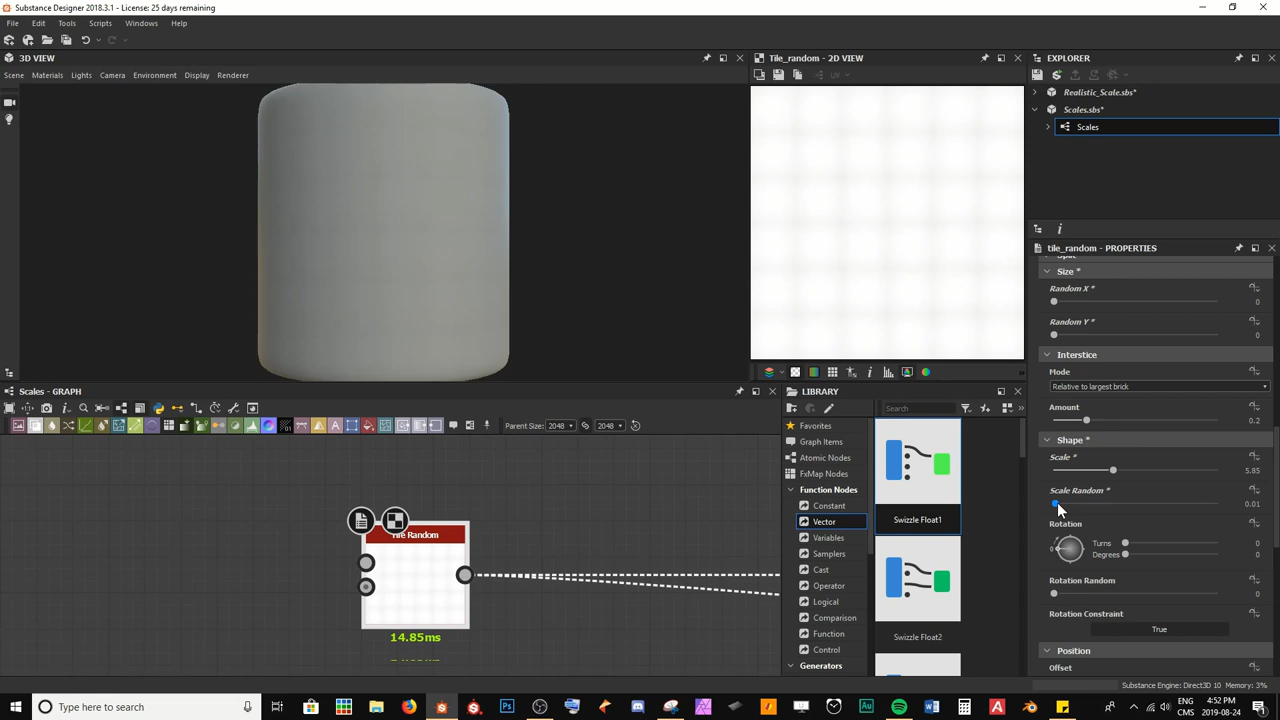 Substance Designer 2018.3.1 - License: 25 days remaining
File Edit Tools Scripts Windows Help
3D VIEW
Scene Materials Lights Camera Environment Display Renderer
Tile_random - 2D VIEW
UV
EXPLORER
Realistic_Scale.sbs*
Scales.sbs*
Scales
tile_random - PROPERTIES
Size *
Random X *
0
Random Y *
0
Interstice
Mode
Relative to largest brick
Amount
0.2
Shape *
Scale *
5.85
Scale Random *
0.01
Rotation
0
Turns 0
Degrees 0
Rotation Random
0
Rotation Constraint
True
Position
Offset
Scales - GRAPH
Parent Size: 2048 2048
Tile Random
14.85ms
LIBRARY
Search
Favorites
Graph Items
Atomic Nodes
FxMap Nodes
Function Nodes
Constant
Vector
Variables
Samplers
Cast
Operator
Logical
Comparison
Function
Control
Generators
Swizzle Float1
Swizzle Float2
Substance Engine: Direct3D 10 Memory: 3%
Type here to search
ENG
CMS
4:52 PM
2019-08-24